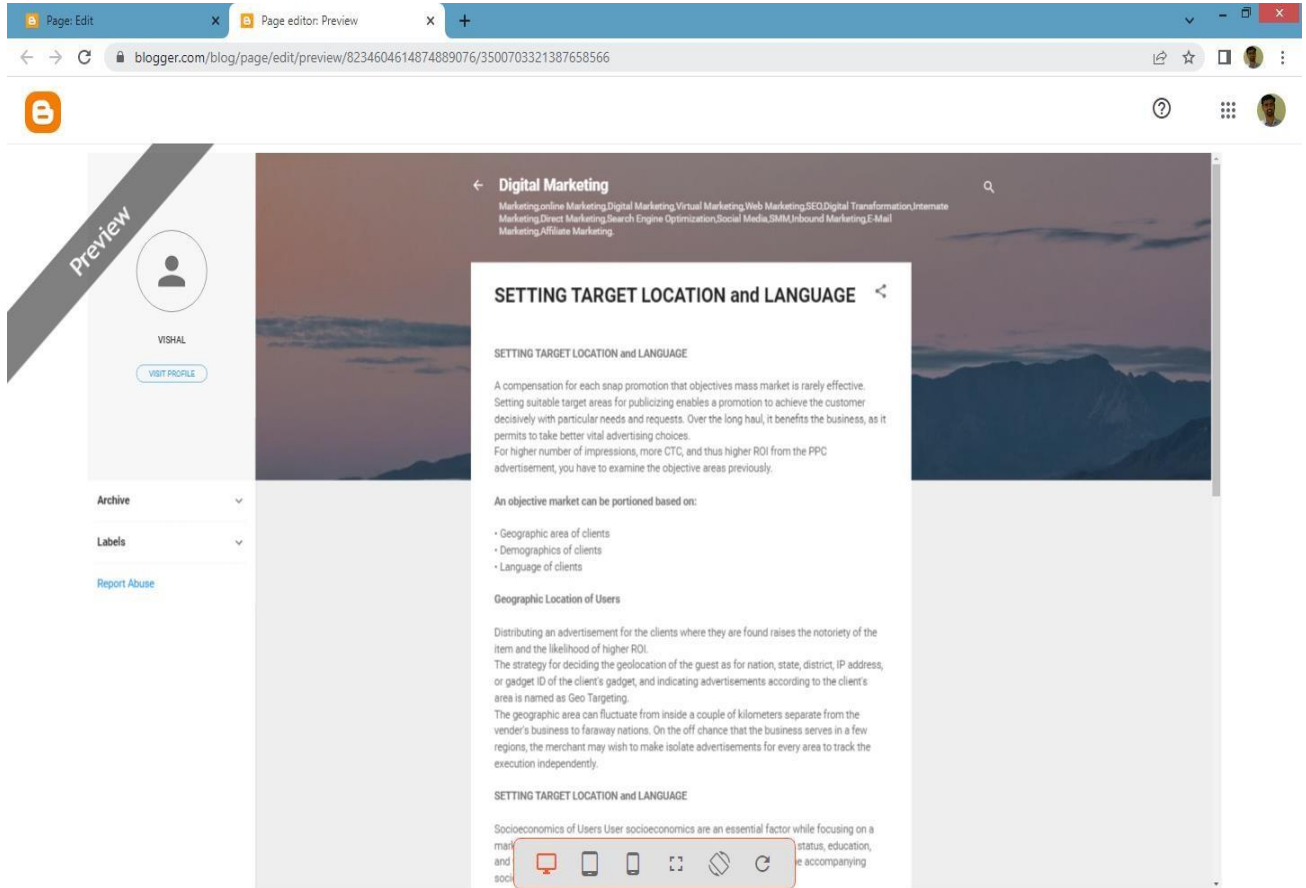 Page: Edit
Page editor: Preview
blogger.com/blog/page/edit/preview/8234604614874889076/3500703321387658566
Preview
VISHAL
VISIT PROFILE
Archive
Labels
Report Abuse
Digital Marketing
Marketing,online Marketing,Digital Marketing,Virtual Marketing,Web Marketing,SEO,Digital Transformation,Internate
Marketing,Direct Marketing,Search Engine Optimization,Social Media,SMM,Inbound Marketing,E-Mail
Marketing,Affiliate Marketing.
SETTING TARGET LOCATION and LANGUAGE
SETTING TARGET LOCATION and LANGUAGE
A compensation for each snap promotion that objectives mass market is rarely effective.
Setting suitable target areas for publicizing enables a promotion to achieve the customer
decisively with particular needs and requests. Over the long haul, it benefits the business, as it
permits to take better vital advertising choices.
For higher number of impressions, more CTC, and thus higher ROI from the PPC
advertisement, you have to examine the objective areas previously.
An objective market can be portioned based on:
• Geographic area of clients
• Demographics of clients
• Language of clients
Geographic Location of Users
Distributing an advertisement for the clients where they are found raises the notoriety of the
item and the likelihood of higher ROI.
The strategy for deciding the geolocation of the guest as for nation, state, district, IP address,
or gadget ID of the client's gadget, and indicating advertisements according to the client's
area is named as Geo Targeting.
The geographic area can fluctuate from inside a couple of kilometers separate from the
vender's business to faraway nations. On the off chance that the business serves in a few
regions, the merchant may wish to make isolate advertisements for every area to track the
execution independently.
SETTING TARGET LOCATION and LANGUAGE
Socioeconomics of Users User socioeconomics are an essential factor while focusing on a
status, education,
and accompanying